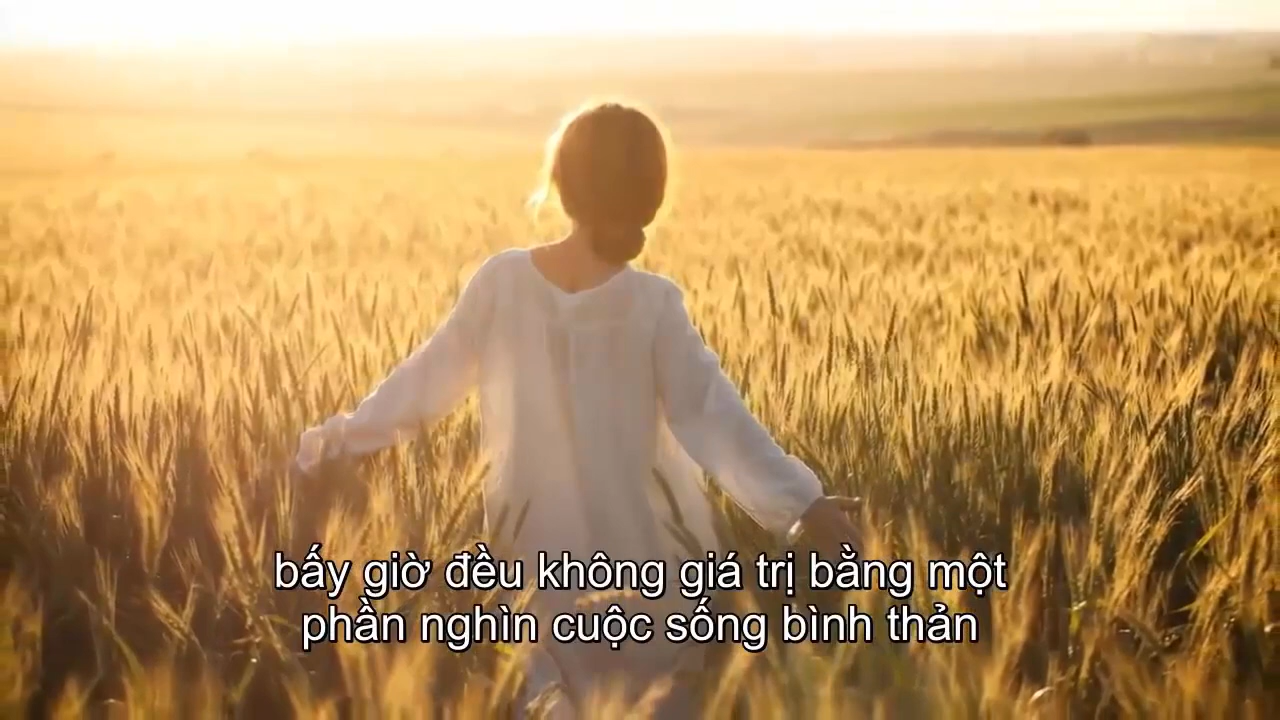 bấy giờ đều không giá trị bằng một
phần nghìn cuộc sống bình thản